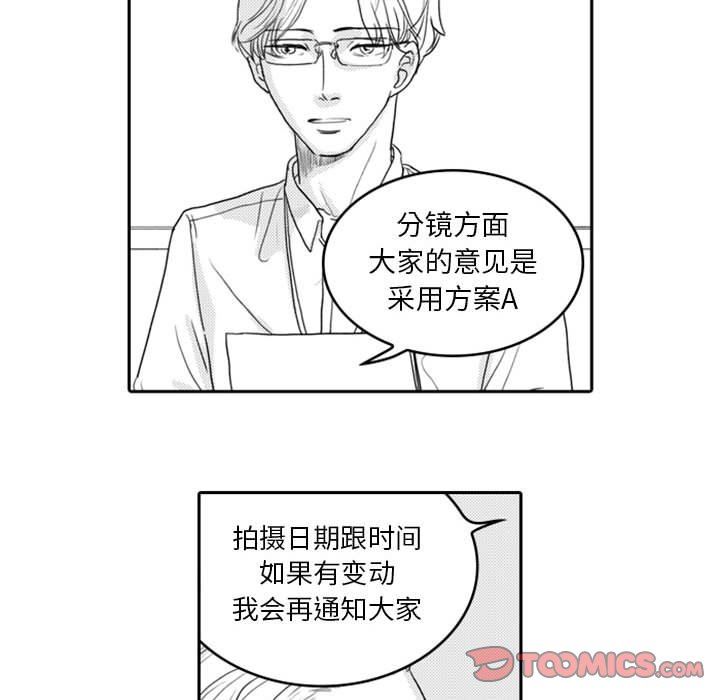 分镜方面
大家的意见是
采用方案A
拍摄日期跟时间
如果有变动
我会再通知大家
TOOMICS.COM